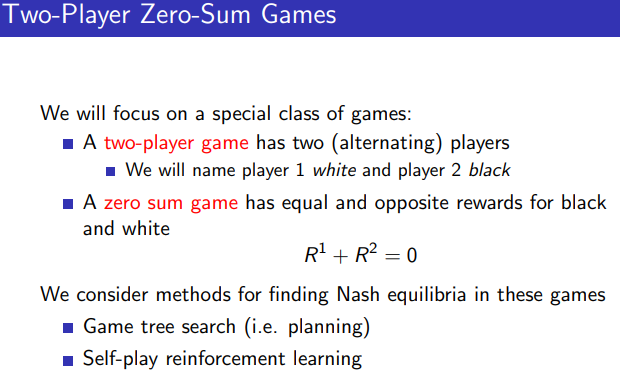 Two-Player Zero-Sum Games
We will focus on a special class of games:
A two-player game has two (alternating) players
We will name player 1 white and player 2 black
A zero sum game has equal and opposite rewards for black
and white
R¹ + R² = 0
We consider methods for finding Nash equilibria in these games
Game tree search (i.e. planning)
Self-play reinforcement learning